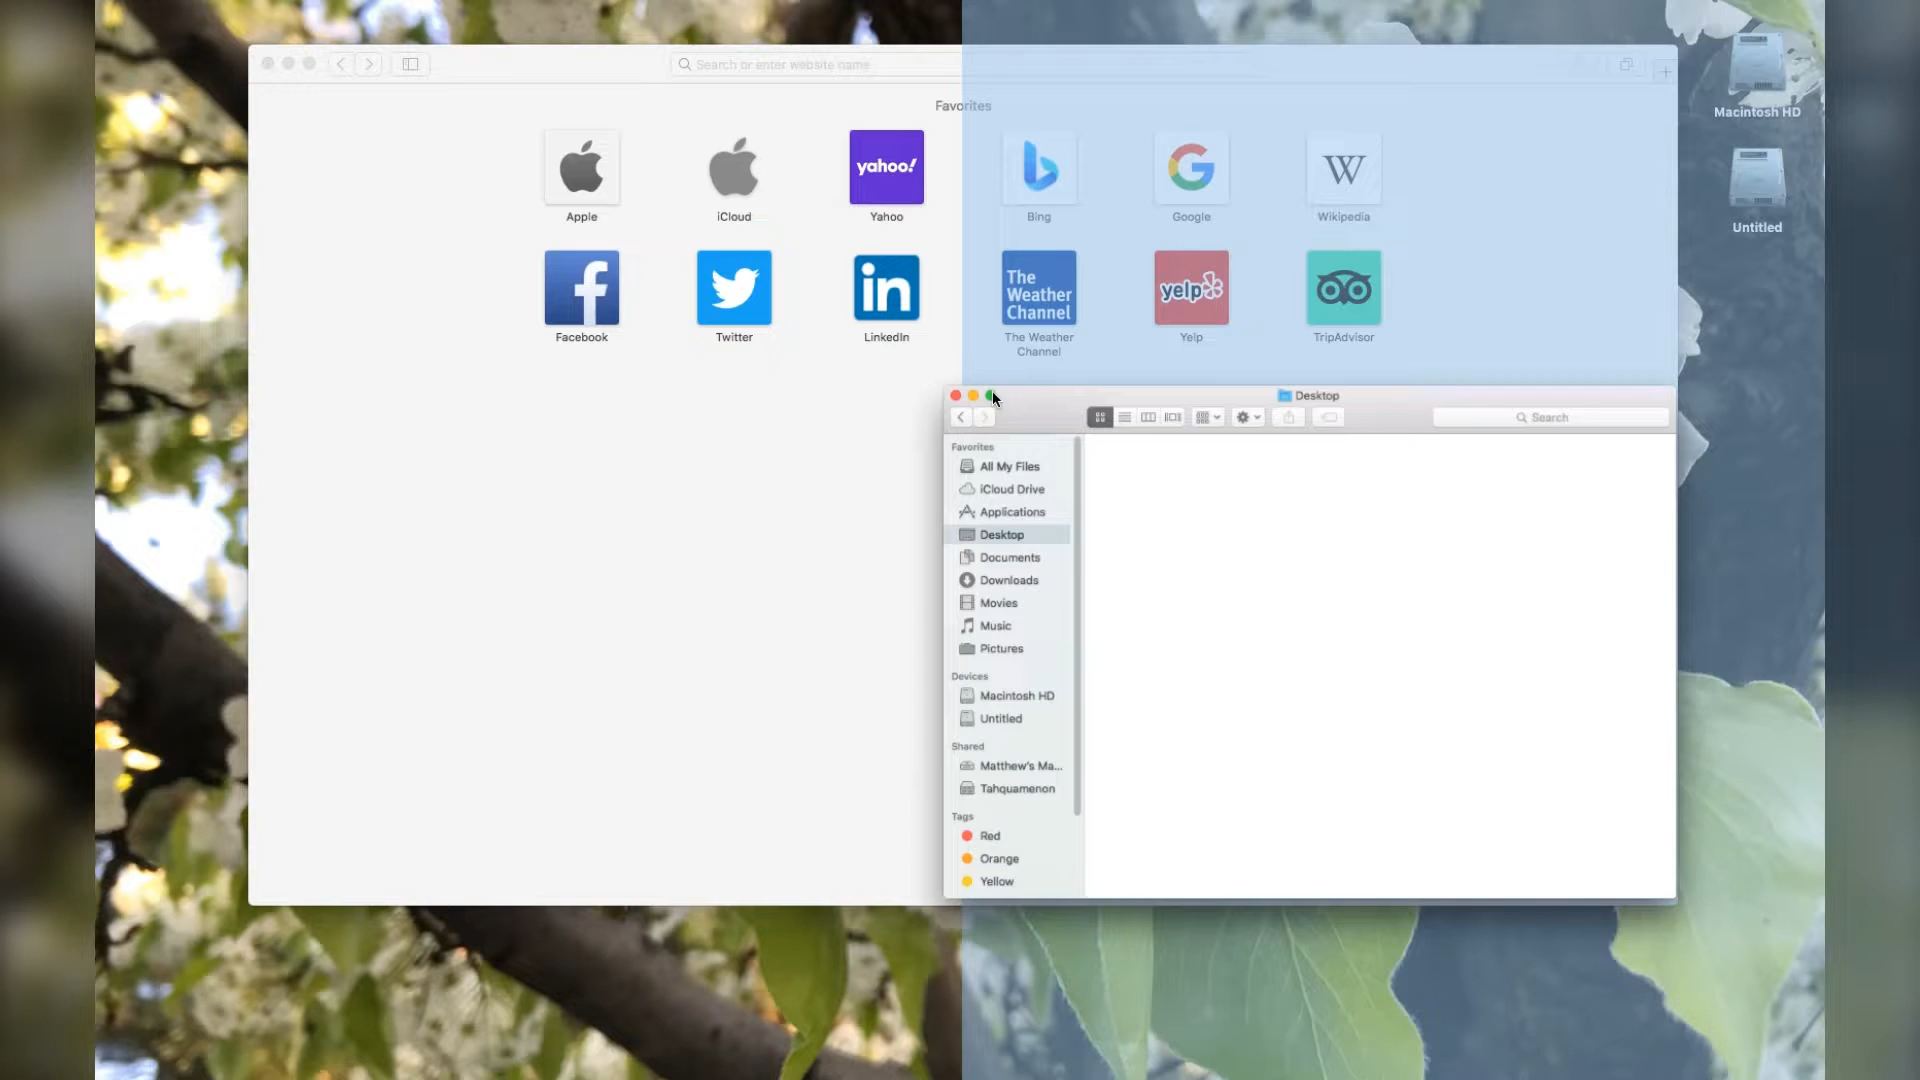 Search or enter website name
Favorites
yahoo!
W
Apple
iCloud
Yahoo
Bing
Google
Wikipedia
The
Weather
Channel
yelp
Facebook
Twitter
LinkedIn
The Weather
Channel
Yelp
TripAdvisor
in
Macintosh HD
Untitled
Desktop
Search
Favorites
All My Files
iCloud Drive
Applications
Desktop
Documents
Downloads
Movies
Music
Pictures
Devices
Macintosh HD
Untitled
Shared
Matthew's Ma...
Tahquamenon
Tags
Red
Orange
Yellow